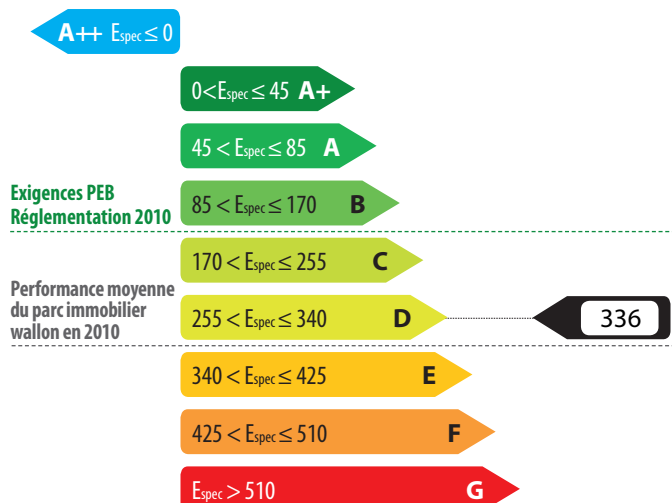 A++ Espec ≤ 0
0<Espec ≤ 45 A+
45 < Espec ≤ 85 A
Exigences PEB
Réglementation 2010
85 < Espec ≤ 170 B
170 < Espec ≤ 255 C
Performance moyenne
du parc immobilier
wallon en 2010
255 < Espec ≤ 340 D
336
340 < Espec ≤ 425 E
425 < Espec ≤ 510 F
Espec > 510 G